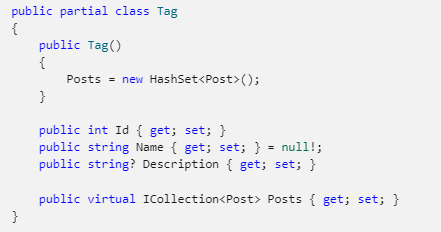 public partial class Tag
{
    public Tag()
    {
        Posts = new HashSet<Post>();
    }

    public int Id { get; set; }
    public string Name { get; set; } = null!;
    public string? Description { get; set; }

    public virtual ICollection<Post> Posts { get; set; }
}